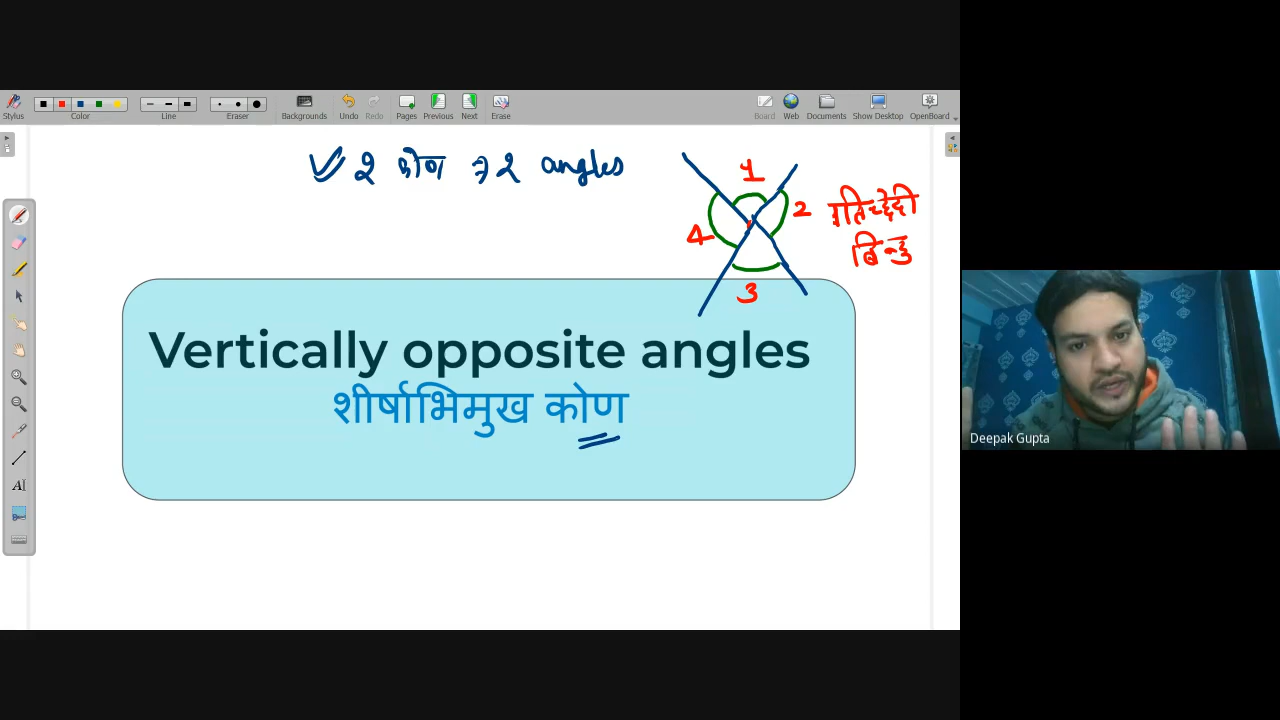 Stylus Color Line Eraser Backgrounds Undo Redo Pages Previous Next Erase Board Web Documents Show Desktop OpenBoard
२ कोण → 2 angles
1
2
4
3
प्रतिच्छेदी
बिन्दु
Vertically opposite angles
शीर्षाभिमुख कोण
Deepak Gupta